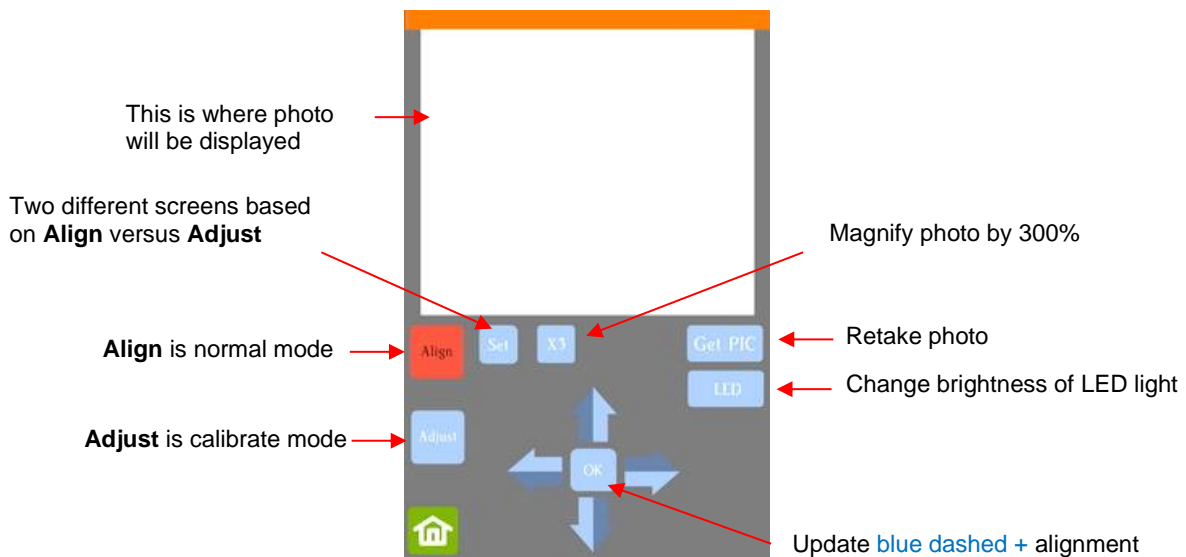 This is where photo
will be displayed
Two different screens based
on Align versus Adjust
Magnify photo by 300%
Align is normal mode
Align
Set
X3
Get PIC
Retake photo
LED
Change brightness of LED light
Adjust is calibrate mode
Adjust
OK
Update blue dashed + alignment